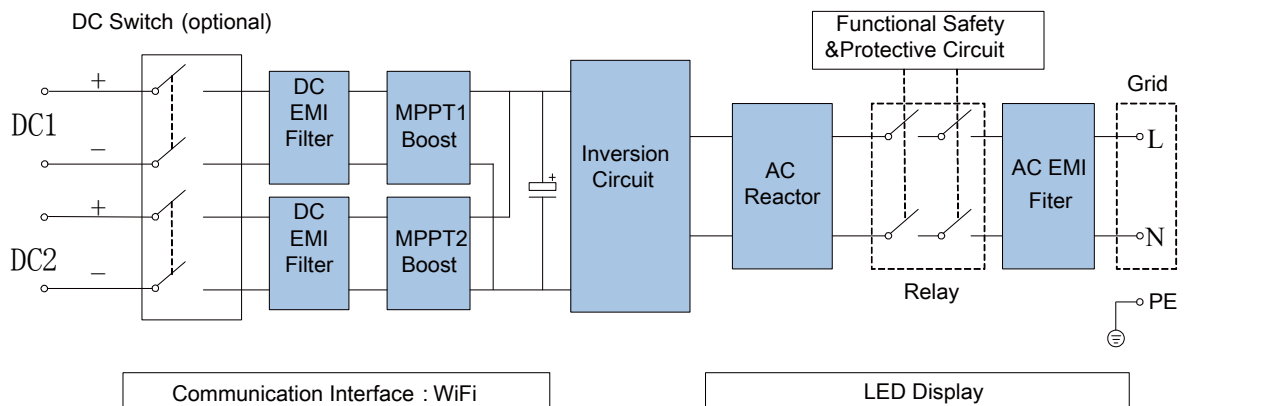 DC Switch (optional)
Functional Safety
&Protective Circuit
Grid
+
DC1
−
+
DC2
−
DC
EMI
Filter
MPPT1
Boost
DC
EMI
Filter
MPPT2
Boost
+
Inversion
Circuit
AC
Reactor
Relay
AC EMI
Fiter
L
N
PE
Communication Interface : WiFi
LED Display